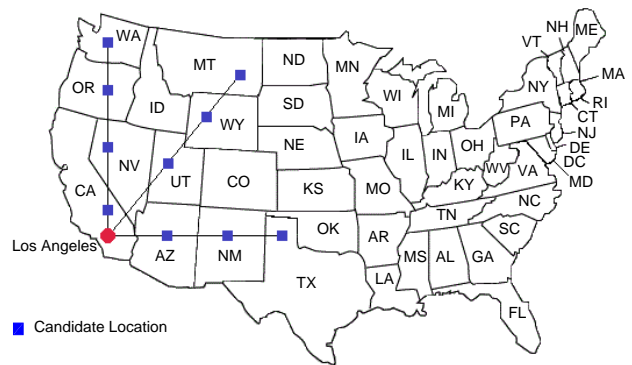 WA
OR
ID
MT
ND
SD
WY
NE
NV
CA
UT
CO
KS
AZ
NM
OK
TX
MN
IA
MO
AR
LA
WI
IL
MI
IN
OH
KY
WV
TN
MS
AL
GA
FL
SC
NC
VA
PA
NY
VT
NH
ME
MA
RI
CT
NJ
DE
DC
MD
Los Angeles
Candidate Location